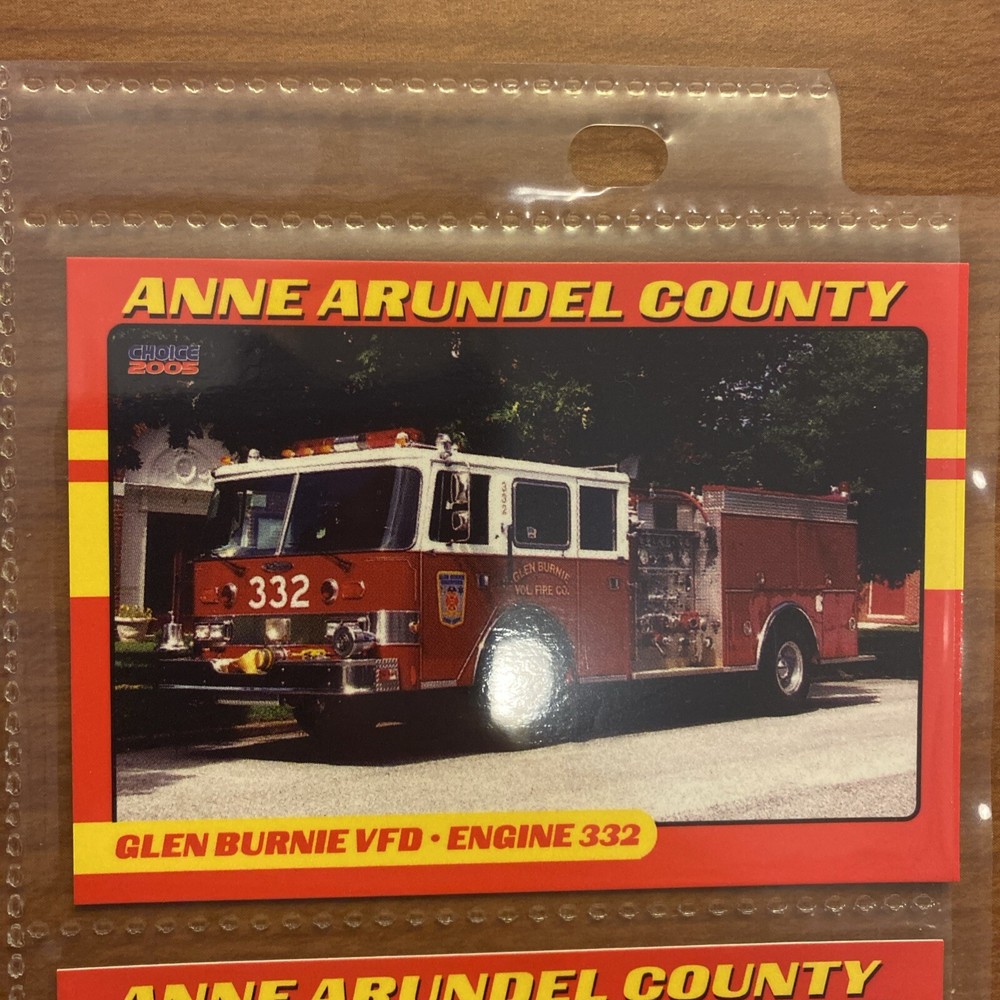 ANNE ARUNDEL COUNTY
CHOICE
2005
332
332
GLEN BURNIE
VOL. FIRE CO.
GLEN BURNIE VFD • ENGINE 332
ANNE ARUNDEL COUNTY